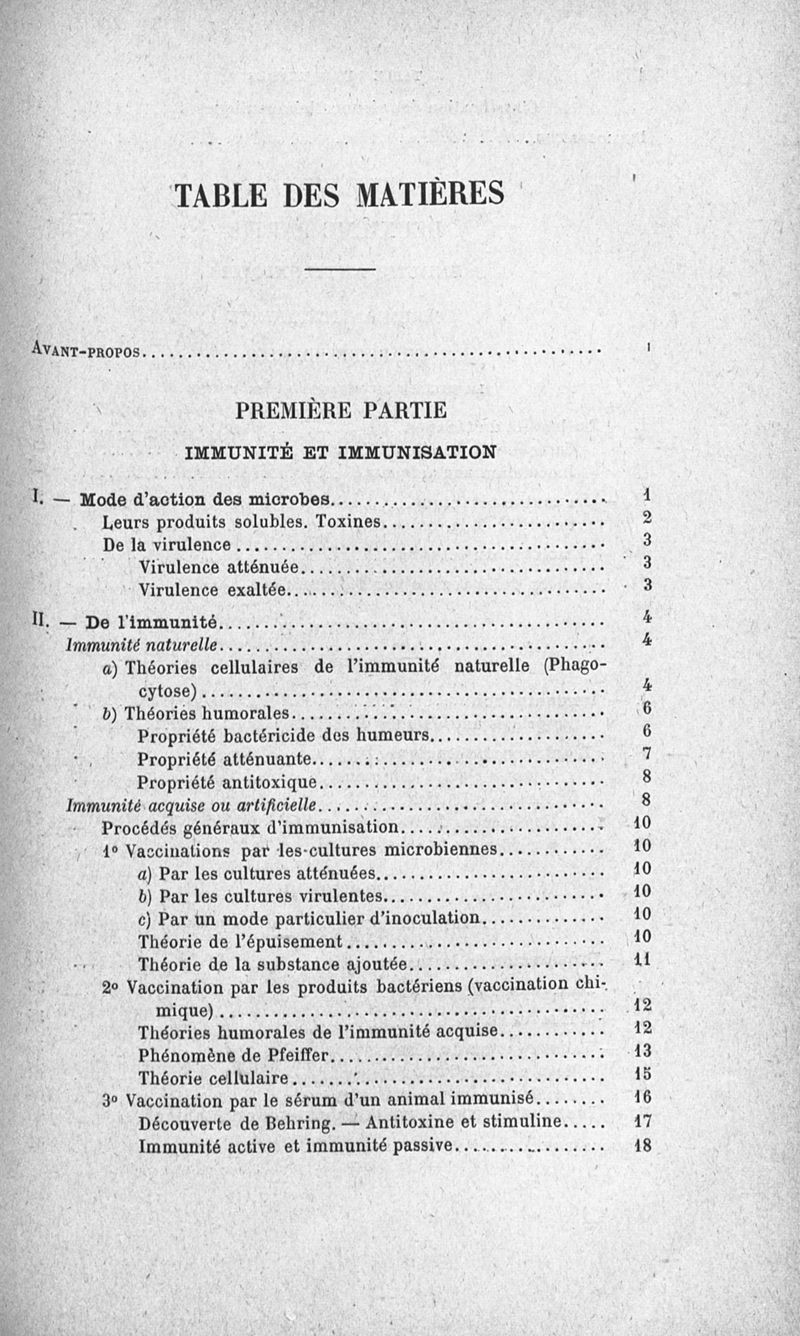 TABLE DES MATIÈRES
AVANT-PROPOS.................................................. I
PREMIÈRE PARTIE
IMMUNITÉ ET IMMUNISATION
I. — Mode d'action des microbes.............................. 1
Leurs produits solubles. Toxines......................... 2
De la virulence ........................................ 3
Virulence atténuée................................. 3
Virulence exaltée................................... 3
II. — De l'immunité.......................................... 4
Immunité naturelle.......................................... 4
a) Théories cellulaires de l'immunité naturelle (Phago-
cytose) ............................................ 4
b) Théories humorales................................... 6
Propriété bactéricide des humeurs.................... 6
Propriété atténuante................................ 7
Propriété antitoxique............................... 8
Immunité acquise ou artificielle............................... 8
Procédés généraux d'immunisation....................... 10
1º Vaccinations par les cultures microbiennes............ 10
a) Par les cultures atténuées......................... 10
b) Par les cultures virulentes........................ 10
c) Par un mode particulier d'inoculation.............. 10
Théorie de l'épuisement............................. 10
Théorie de la substance ajoutée...................... 11
2º Vaccination par les produits bactériens (vaccination chi-
mique) ........................................... 12
Théories humorales de l'immunité acquise............ 12
Phénomène de Pfeiffer.............................. 13
Théorie cellulaire................................... 15
3º Vaccination par le sérum d'un animal immunisé........ 16
Découverte de Behring. — Antitoxine et stimuline..... 17
Immunité active et immunité passive.................. 18